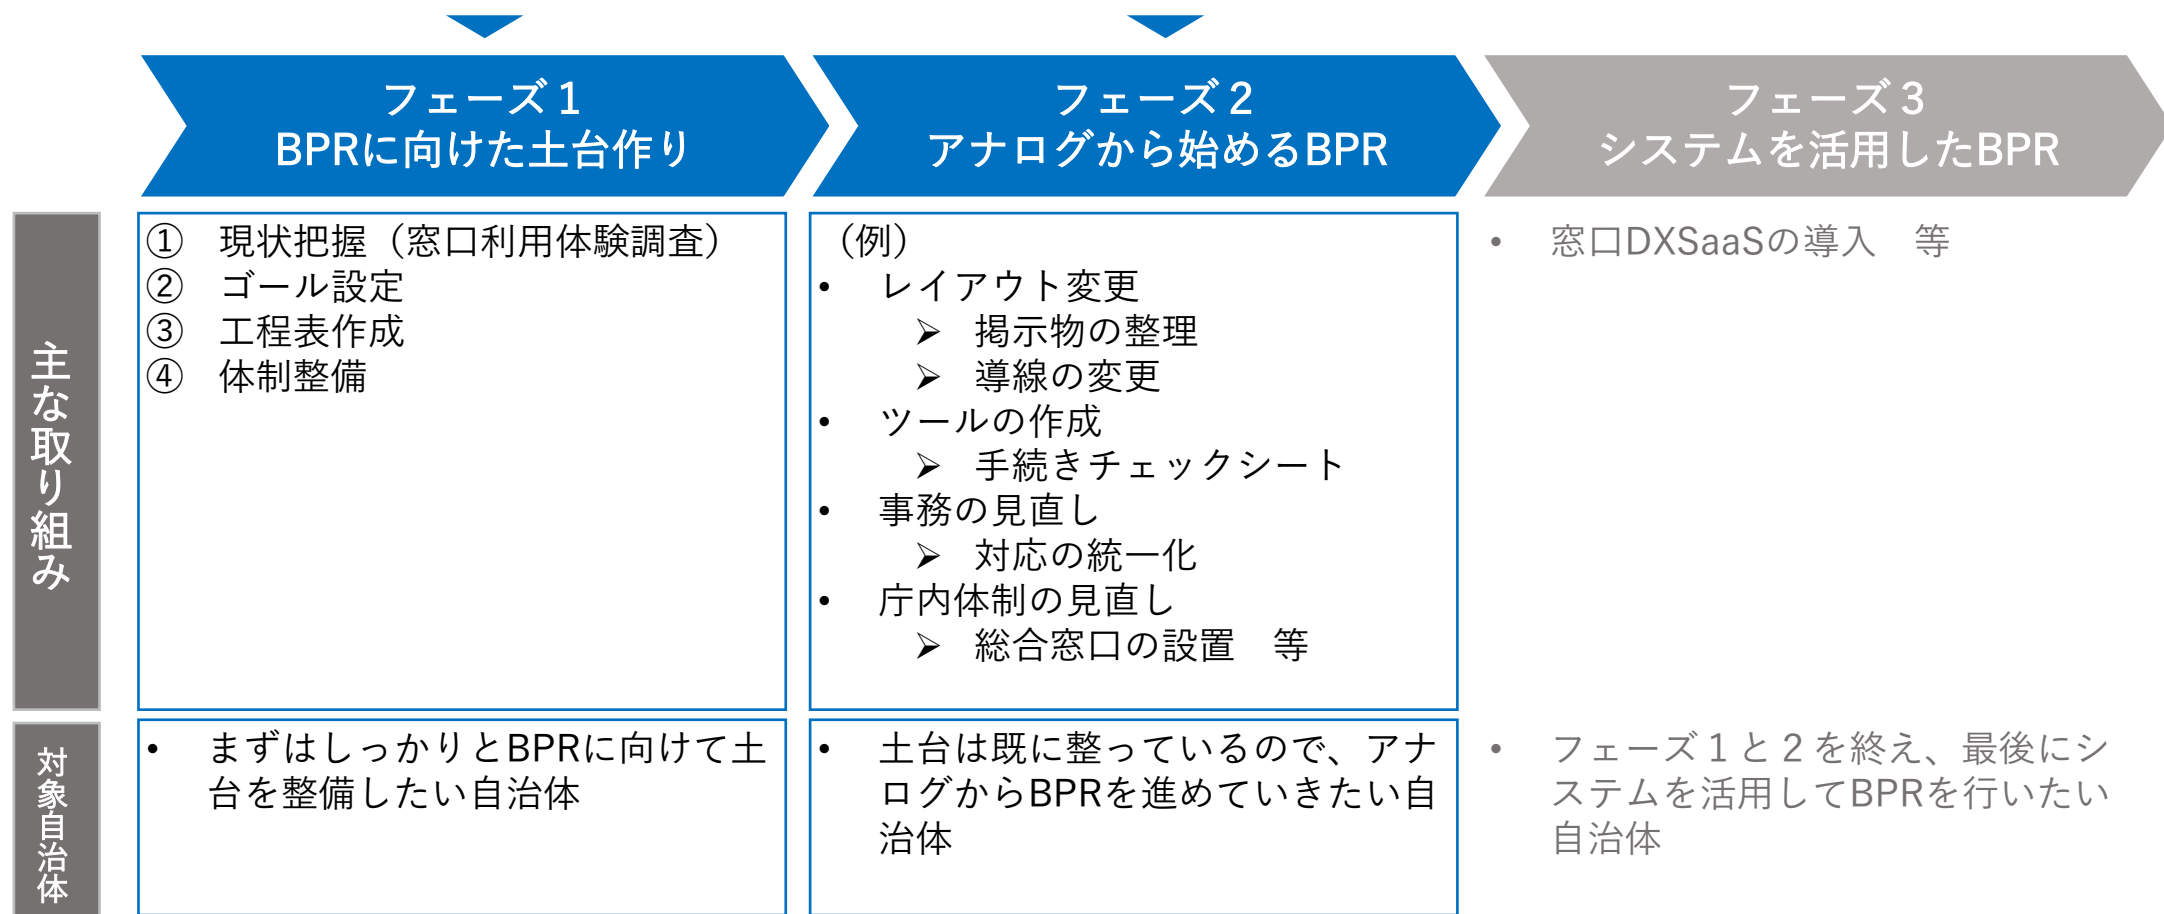 フェーズ１
BPRに向けた土台作り
フェーズ２
アナログから始めるBPR
フェーズ３
システムを活用したBPR
主な取り組み
①　現状把握（窓口利用体験調査）
②　ゴール設定
③　工程表作成
④　体制整備
（例）
• レイアウト変更
➢ 掲示物の整理
➢ 導線の変更
• ツールの作成
➢ 手続きチェックシート
• 事務の見直し
➢ 対応の統一化
• 庁内体制の見直し
➢ 総合窓口の設置　等
• 窓口DXSaaSの導入　等
対象自治体
• まずはしっかりとBPRに向けて土
台を整備したい自治体
• 土台は既に整っているので、アナ
ログからBPRを進めていきたい自
治体
• フェーズ１と２を終え、最後にシ
ステムを活用してBPRを行いたい
自治体